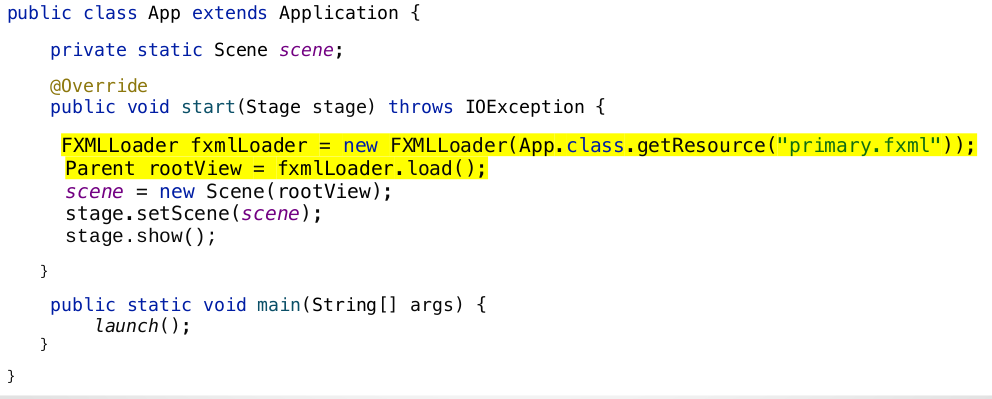 public class App extends Application {
private static Scene scene;
@Override
public void start(Stage stage) throws IOException {
FXMLLoader fxmlLoader = new FXMLLoader(App.class.getResource("primary.fxml"));
Parent rootView = fxmlLoader.load();
scene = new Scene(rootView);
stage.setScene(scene);
stage.show();
}
public static void main(String[] args) {
launch();
}
}